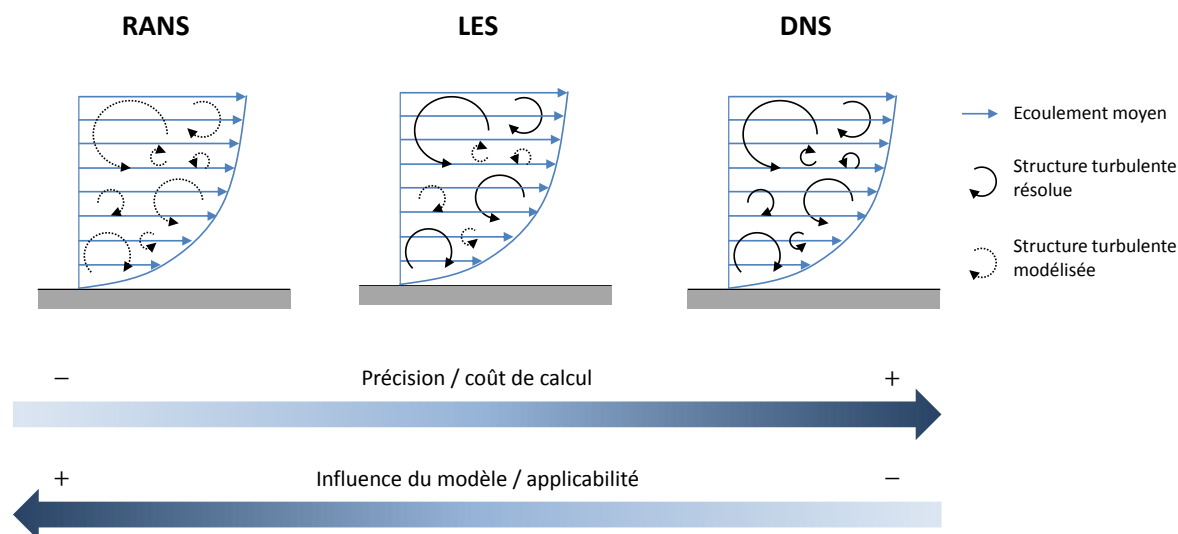 RANS
LES
DNS
Ecoulement moyen
Structure turbulente
résolue
Structure turbulente
modélisée
− Précision / coût de calcul +
+ Influence du modèle / applicabilité −